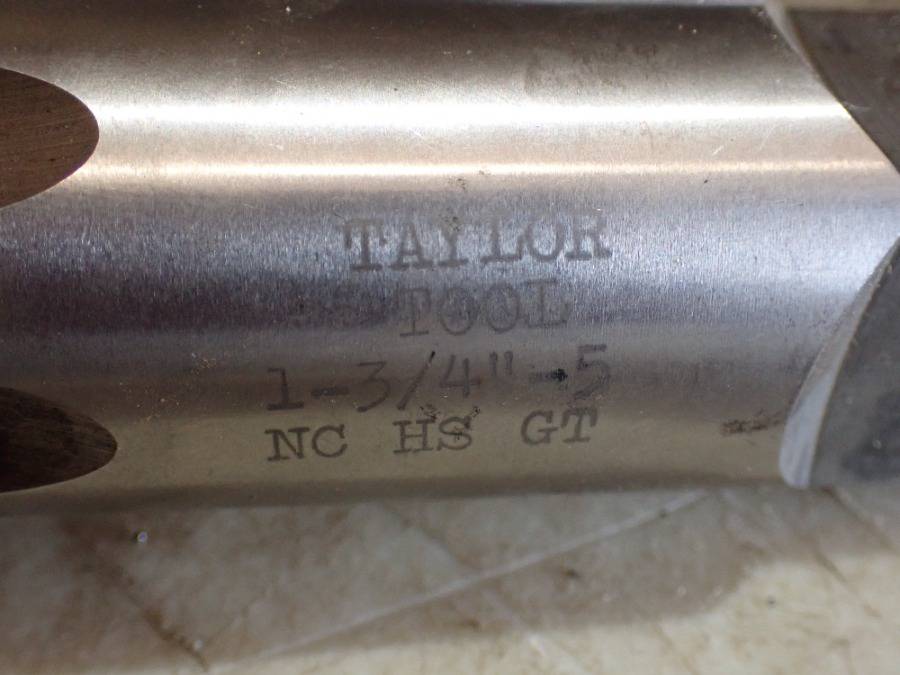 TAYLOR
TOOL
1-3/4"-5
NC HS GT